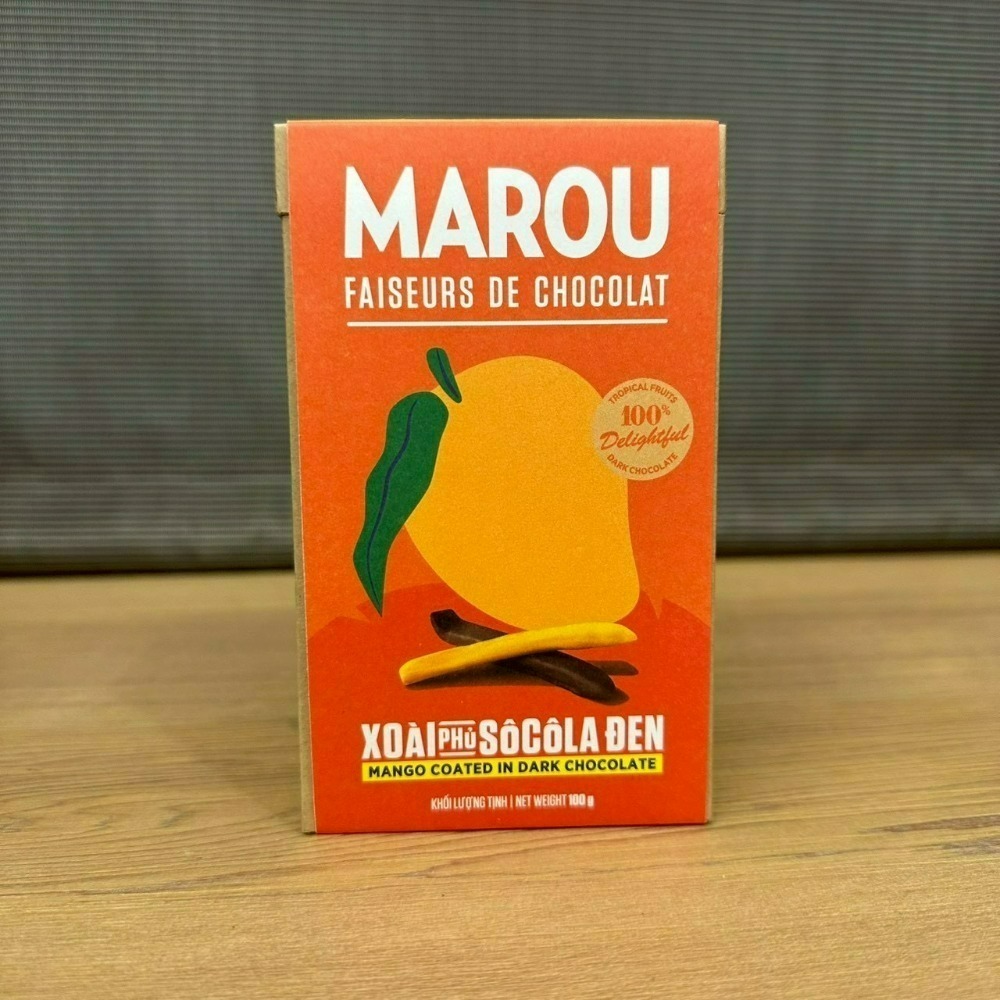 MAROU
FAISEURS DE CHOCOLAT
TROPICAL FRUITS
100%
Delightful
DARK CHOCOLATE
XOÀI PHỦ SÔCÔLA ĐEN
MANGO COATED IN DARK CHOCOLATE
KHỐI LƯỢNG TỊNH | NET WEIGHT 100 g